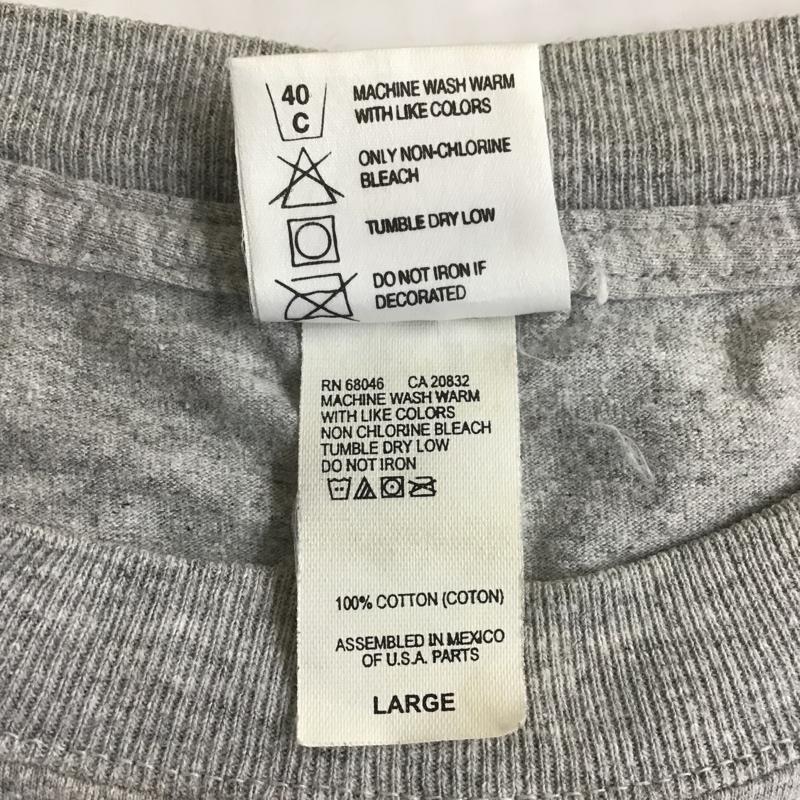 40
C
MACHINE WASH WARM
WITH LIKE COLORS
ONLY NON-CHLORINE
BLEACH
TUMBLE DRY LOW
DO NOT IRON IF
DECORATED
RN 68046 CA 20832
MACHINE WASH WARM
WITH LIKE COLORS
NON CHLORINE BLEACH
TUMBLE DRY LOW
DO NOT IRON
100% COTTON (COTON)
ASSEMBLED IN MEXICO
OF U.S.A. PARTS
LARGE